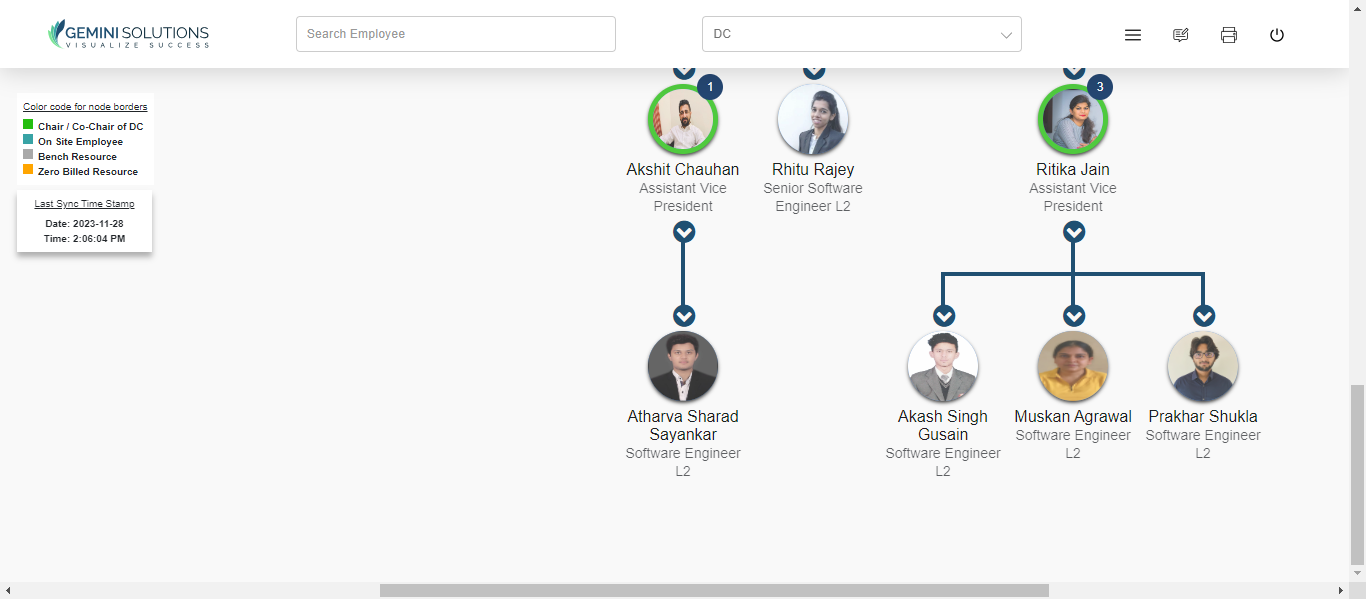 GEMINI SOLUTIONS
VISUALIZE SUCCESS
Search Employee
DC
Color code for node borders
Chair / Co-Chair of DC
On Site Employee
Bench Resource
Zero Billed Resource
Last Sync Time Stamp
Date: 2023-11-28
Time: 2:06:04 PM
1
Akshit Chauhan
Assistant Vice
President
Rhitu Rajey
Senior Software
Engineer L2
3
Ritika Jain
Assistant Vice
President
Atharva Sharad
Sayankar
Software Engineer
L2
Akash Singh
Gusain
Software Engineer
L2
Muskan Agrawal
Software Engineer
L2
Prakhar Shukla
Software Engineer
L2